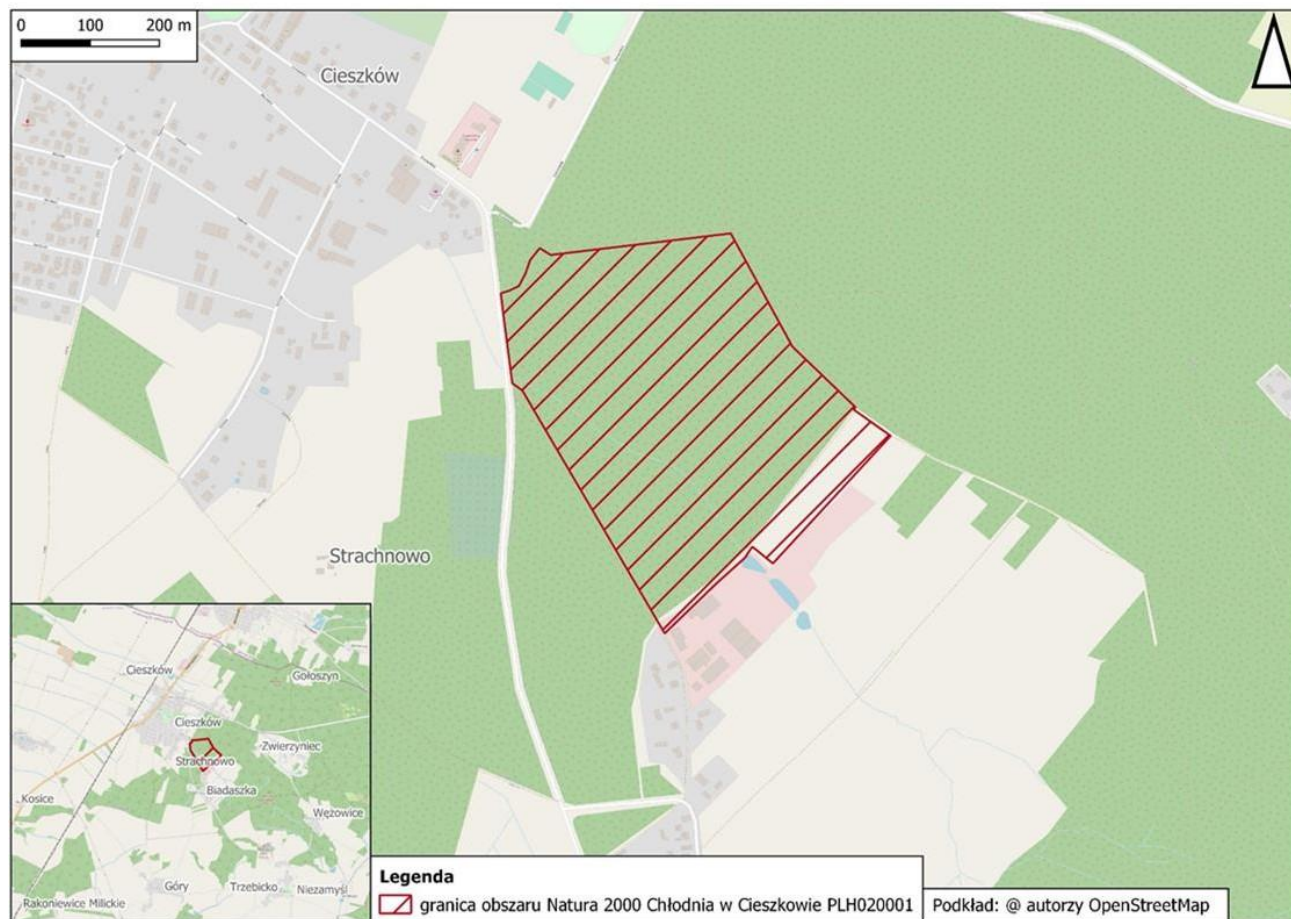 0 100 200 m
Cieszków
Strachnowo
Cieszków
Gołoszyn
Cieszków
Zwierzyniec
Strachnowo
Biadaszka
Kosice
Wężowice
Góry
Trzebicko
Niezamyśl
Rakoniewice Milickie
Legenda
granica obszaru Natura 2000 Chłodnia w Cieszkowie PLH020001
Podkład: @ autorzy OpenStreetMap